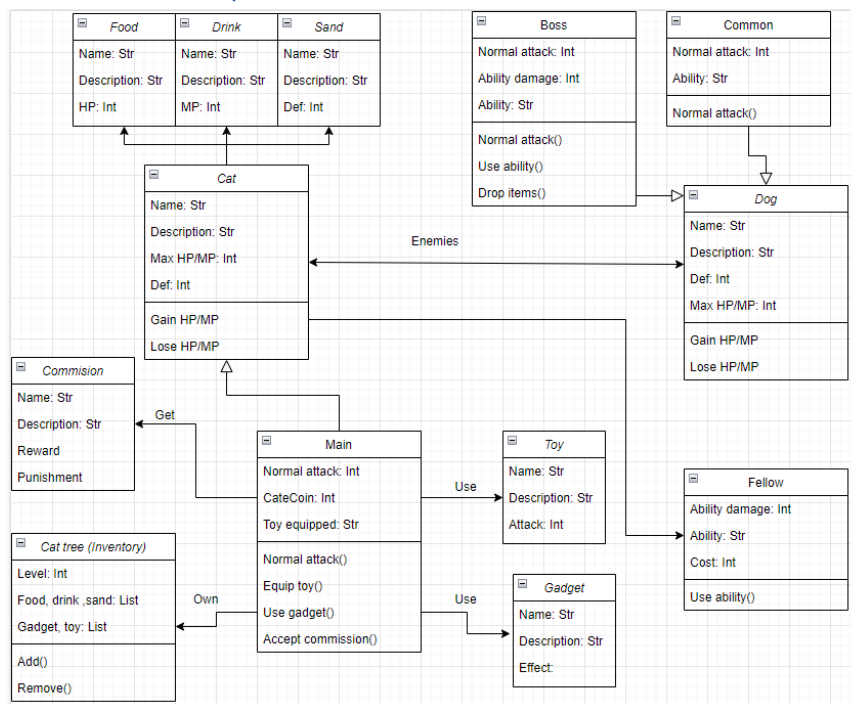 Food
Name: Str
Description: Str
HP: Int
Drink
Name: Str
Description: Str
MP: Int
Sand
Name: Str
Description: Str
Def: Int
Boss
Normal attack: Int
Ability damage: Int
Ability: Str
Normal attack()
Use ability()
Drop items()
Common
Normal attack: Int
Ability: Str
Normal attack()
Cat
Name: Str
Description: Str
Max HP/MP: Int
Def: Int
Gain HP/MP
Lose HP/MP
Enemies
Dog
Name: Str
Description: Str
Def: Int
Max HP/MP: Int
Gain HP/MP
Lose HP/MP
Commision
Name: Str
Description: Str
Reward
Punishment
Get
Main
Normal attack: Int
CateCoin: Int
Toy equipped: Str
Normal attack()
Equip toy()
Use gadget()
Accept commission()
Use
Toy
Name: Str
Description: Str
Attack: Int
Fellow
Ability damage: Int
Ability: Str
Cost: Int
Use ability()
Cat tree (Inventory)
Level: Int
Food, drink ,sand: List
Gadget, toy: List
Add()
Remove()
Own
Use
Gadget
Name: Str
Description: Str
Effect: